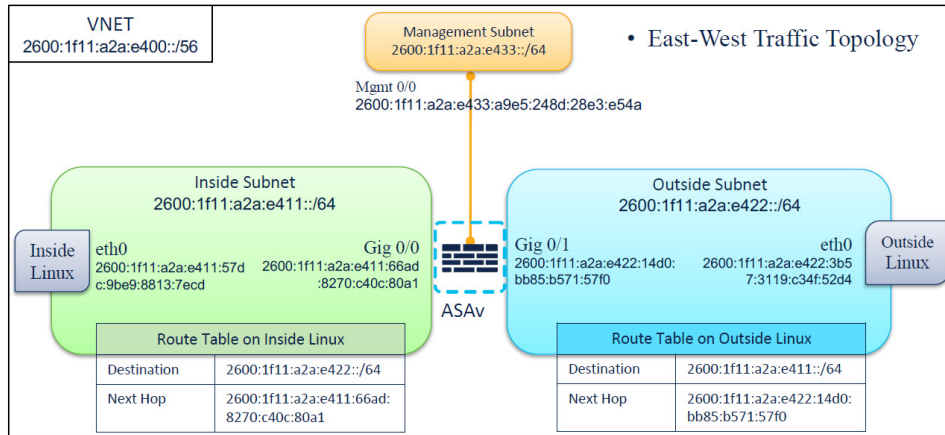 VNET
2600:1f11:a2a:e400::/56
Management Subnet
2600:1f11:a2a:e433::/64
• East-West Traffic Topology
Mgmt 0/0
2600:1f11:a2a:e433:a9e5:248d:28e3:e54a
Inside Subnet
2600:1f11:a2a:e411::/64
Inside
Linux
eth0
2600:1f11:a2a:e411:57d
c:9be9:8813:7ecd
Gig 0/0
2600:1f11:a2a:e411:66ad
:8270:c40c:80a1
ASAv
Outside Subnet
2600:1f11:a2a:e422::/64
Gig 0/1
2600:1f11:a2a:e422:14d0:
bb85:b571:57f0
eth0
2600:1f11:a2a:e422:3b5
7:3119:c34f:52d4
Outside
Linux
Route Table on Inside Linux
Destination 2600:1f11:a2a:e422::/64
Next Hop 2600:1f11:a2a:e411:66ad:
8270:c40c:80a1
Route Table on Outside Linux
Destination 2600:1f11:a2a:e411::/64
Next Hop 2600:1f11:a2a:e422:14d0:
bb85:b571:57f0